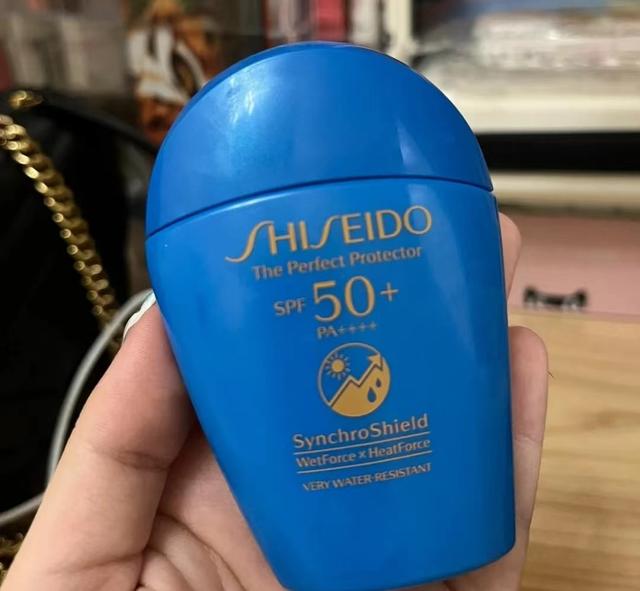 SHISEIDO
The Perfect Protector
SPF 50+
PA++++
SynchroShield
WetForce × HeatForce
VERY WATER-RESISTANT